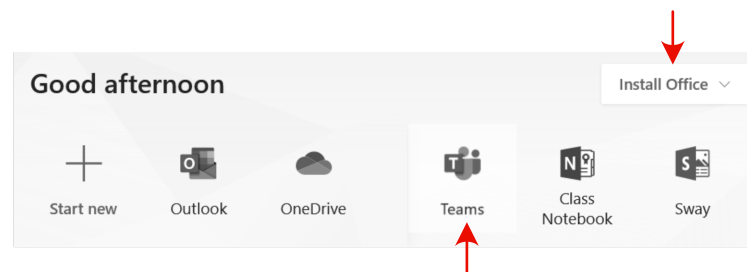 Good afternoon
Install Office
Start new
Outlook
OneDrive
Teams
Class
Notebook
Sway